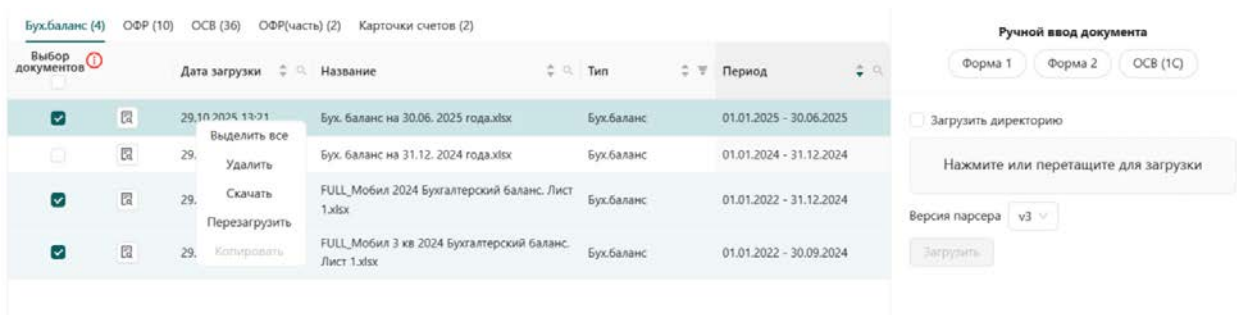 Бух.баланс (4) ОФР (10) ОСВ (36) ОФР(часть) (2) Карточки счетов (2)
Выбор документов Дата загрузки Название Тип Период
29.10.2025 13:21 Бух. баланс на 30.06. 2025 года.xlsx Бух.баланс 01.01.2025 - 30.06.2025
Выделить все
29. Бух. баланс на 31.12. 2024 года.xlsx Бух.баланс 01.01.2024 - 31.12.2024
Удалить
Скачать
29. FULL_Мобил 2024 Бухгалтерский баланс. Лист
1.xlsx Бух.баланс 01.01.2022 - 31.12.2024
Перезагрузить
29. FULL_Мобил 3 кв 2024 Бухгалтерский баланс.
Лист 1.xlsx Бух.баланс 01.01.2022 - 30.09.2024
Копировать
Ручной ввод документа
Форма 1 Форма 2 ОСВ (1С)
Загрузить директорию
Нажмите или перетащите для загрузки
Версия парсера v3
Загрузить